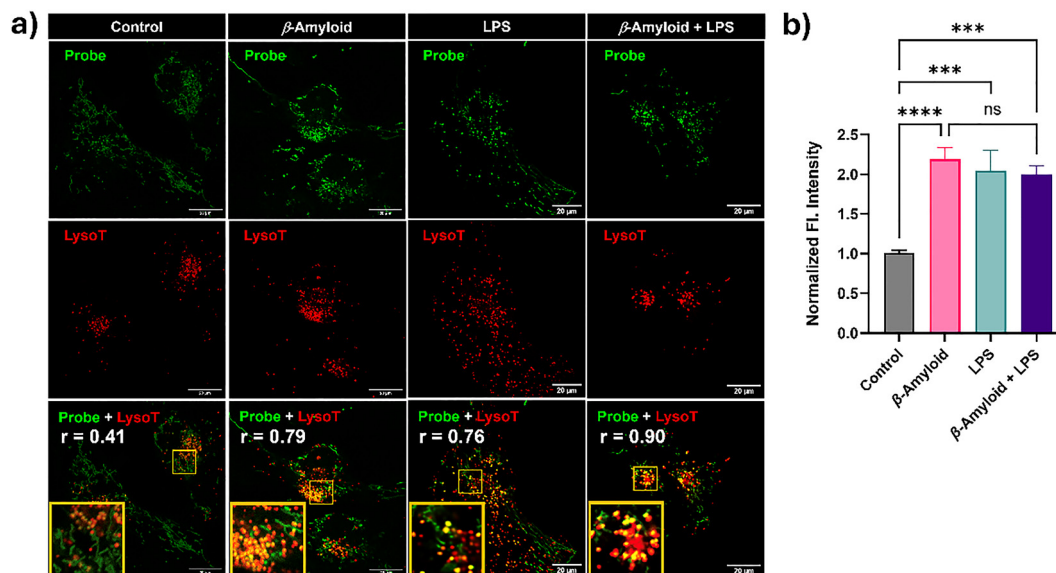 a)
Control
β-Amyloid
LPS
β-Amyloid + LPS
Probe
Probe
Probe
Probe
20 μm
20 μm
LysoT
LysoT
LysoT
LysoT
20 μm
20 μm
Probe + LysoT
r = 0.41
Probe + LysoT
r = 0.79
Probe + LysoT
r = 0.76
Probe + LysoT
r = 0.90
20 μm
20 μm
b)
***
***
****
ns
Normalized Fl. Intensity
2.5
2.0
1.5
1.0
0.5
0.0
Control
β-Amyloid
LPS
β-Amyloid + LPS